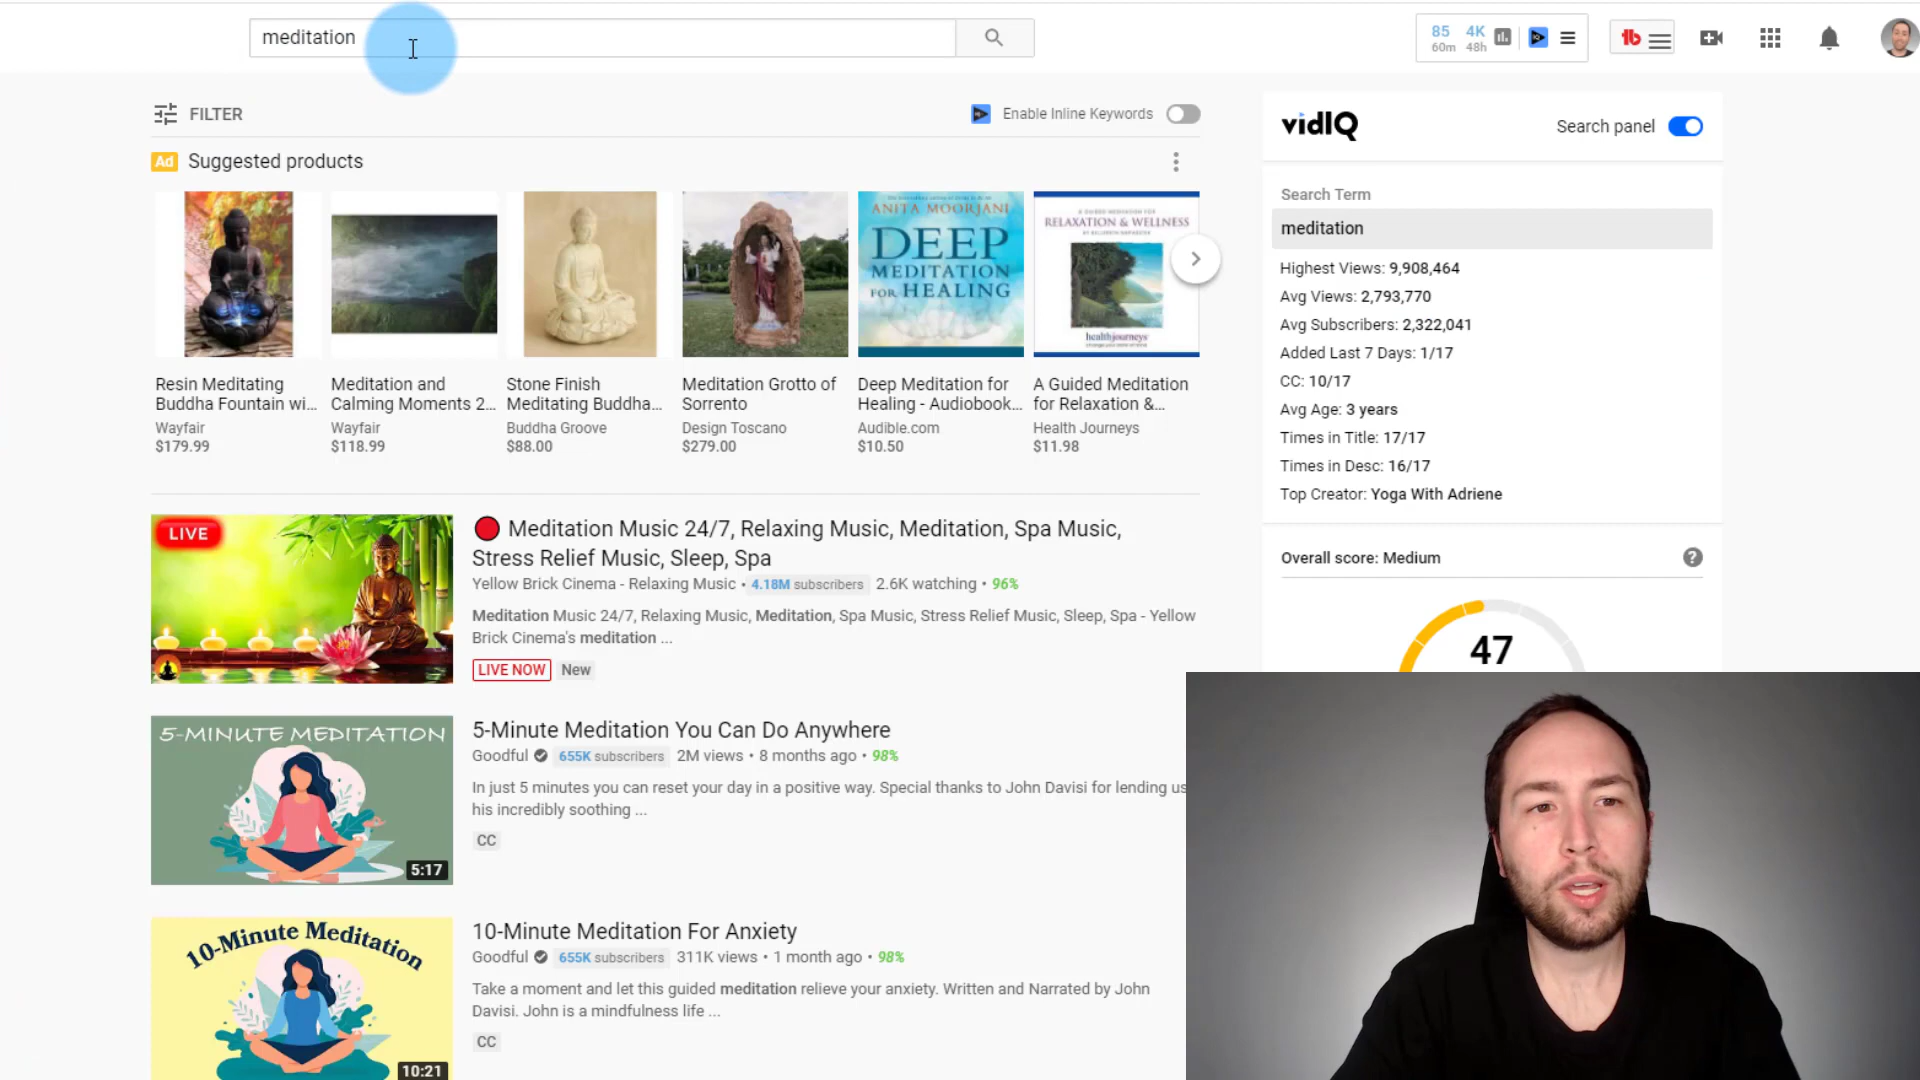 meditation
85 4K
60m 48h
FILTER
Enable Inline Keywords
vidIQ
Search panel
Ad Suggested products
ANITA MOORJANI
DEEP
MEDITATION
FOR HEALING
A GUIDED MEDITATION FOR
RELAXATION & WELLNESS
healthjourneys
Resin Meditating
Buddha Fountain wi...
Wayfair
$179.99
Meditation and
Calming Moments 2...
Wayfair
$118.99
Stone Finish
Meditating Buddha...
Buddha Groove
$88.00
Meditation Grotto of
Sorrento
Design Toscano
$279.00
Deep Meditation for
Healing - Audiobook...
Audible.com
$10.50
A Guided Meditation
for Relaxation &...
Health Journeys
$11.98
Search Term
meditation
Highest Views: 9,908,464
Avg Views: 2,793,770
Avg Subscribers: 2,322,041
Added Last 7 Days: 1/17
CC: 10/17
Avg Age: 3 years
Times in Title: 17/17
Times in Desc: 16/17
Top Creator: Yoga With Adriene
Overall score: Medium
?
47
LIVE
Meditation Music 24/7, Relaxing Music, Meditation, Spa Music,
Stress Relief Music, Sleep, Spa
Yellow Brick Cinema - Relaxing Music • 4.18M subscribers 2.6K watching • 96%
Meditation Music 24/7, Relaxing Music, Meditation, Spa Music, Stress Relief Music, Sleep, Spa - Yellow
Brick Cinema's meditation ...
LIVE NOW New
5-MINUTE MEDITATION
5:17
5-Minute Meditation You Can Do Anywhere
Goodful 655K subscribers 2M views • 8 months ago • 98%
In just 5 minutes you can reset your day in a positive way. Special thanks to John Davisi for lending us
his incredibly soothing ...
CC
10-Minute Meditation
10:21
10-Minute Meditation For Anxiety
Goodful 655K subscribers 311K views • 1 month ago • 98%
Take a moment and let this guided meditation relieve your anxiety. Written and Narrated by John
Davisi. John is a mindfulness life ...
CC